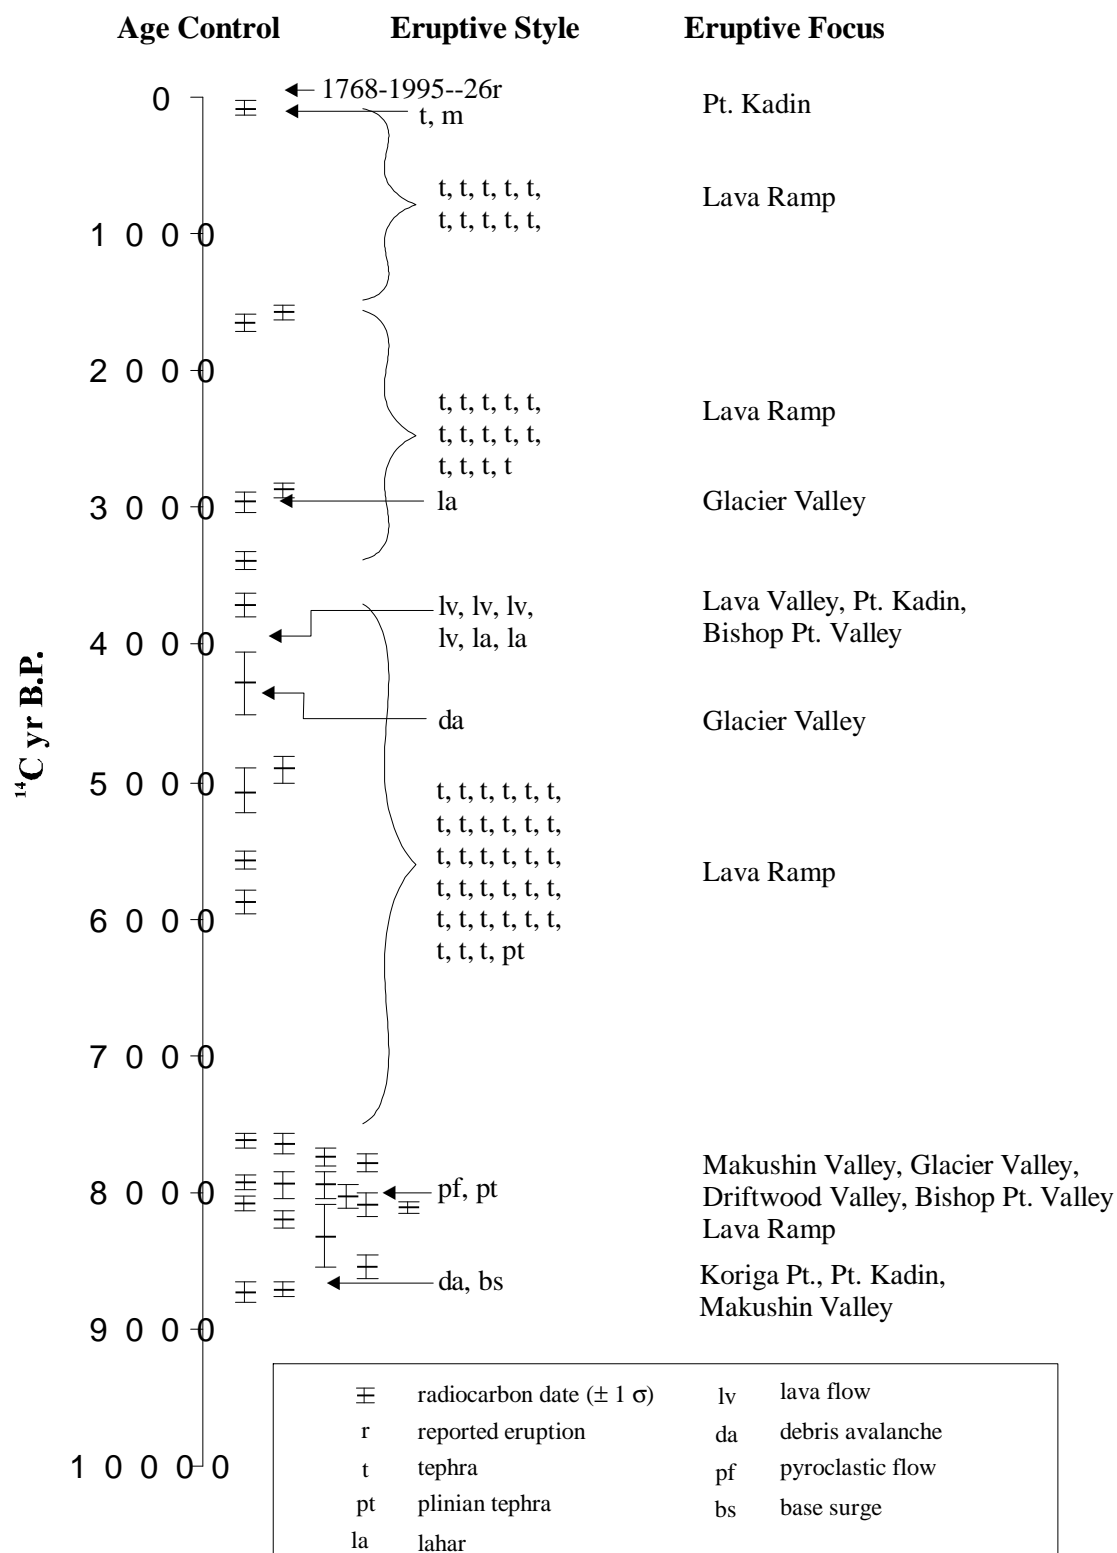 Age Control Eruptive Style Eruptive Focus
1768-1995--26r
0
t, m
Pt. Kadin
t, t, t, t, t,
t, t, t, t, t,
Lava Ramp
1000
2000
t, t, t, t, t,
t, t, t, t, t,
t, t, t, t
Lava Ramp
3000
la
Glacier Valley
lv, lv, lv,
lv, la, la
Lava Valley, Pt. Kadin,
Bishop Pt. Valley
4000
da
Glacier Valley
14C yr B.P.
5000
t, t, t, t, t, t,
t, t, t, t, t, t,
t, t, t, t, t, t,
t, t, t, t, t, t,
t, t, t, t, t, t,
t, t, t, pt
Lava Ramp
6000
7000
8000
pf, pt
Makushin Valley, Glacier Valley,
Driftwood Valley, Bishop Pt. Valley
Lava Ramp
da, bs
Koriga Pt., Pt. Kadin,
Makushin Valley
9000
10000
radiocarbon date (± 1 σ)
r reported eruption
t tephra
pt plinian tephra
la lahar
lv lava flow
da debris avalanche
pf pyroclastic flow
bs base surge